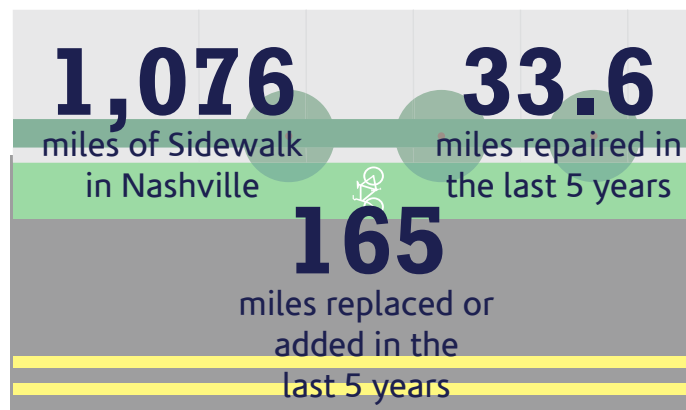 1,076
miles of Sidewalk
in Nashville
33.6
miles repaired in
the last 5 years
165
miles replaced or
added in the
last 5 years